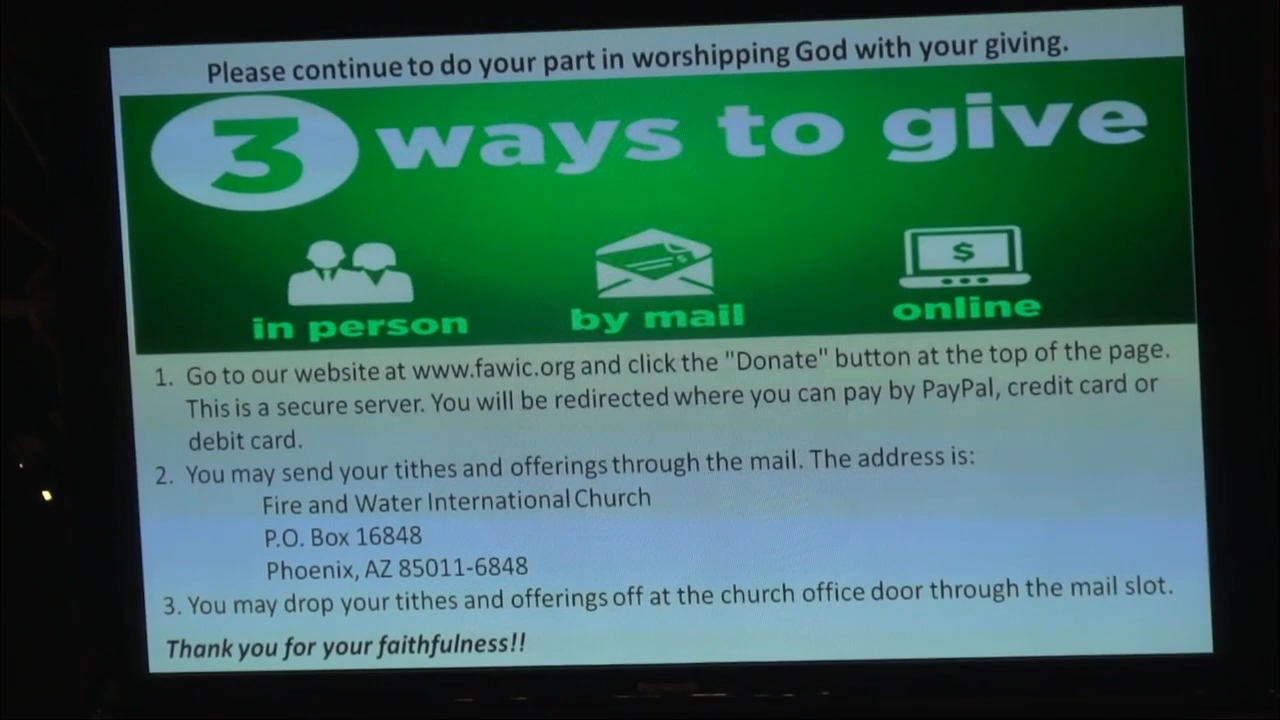 Please continue to do your part in worshipping God with your giving.
3 ways to give
$
in person
by mail
online
1. Go to our website at www.fawic.org and click the "Donate" button at the top of the page.
This is a secure server. You will be redirected where you can pay by PayPal, credit card or
debit card.
2. You may send your tithes and offerings through the mail. The address is:
Fire and Water International Church
P.O. Box 16848
Phoenix, AZ 85011-6848
3. You may drop your tithes and offerings off at the church office door through the mail slot.
Thank you for your faithfulness!!